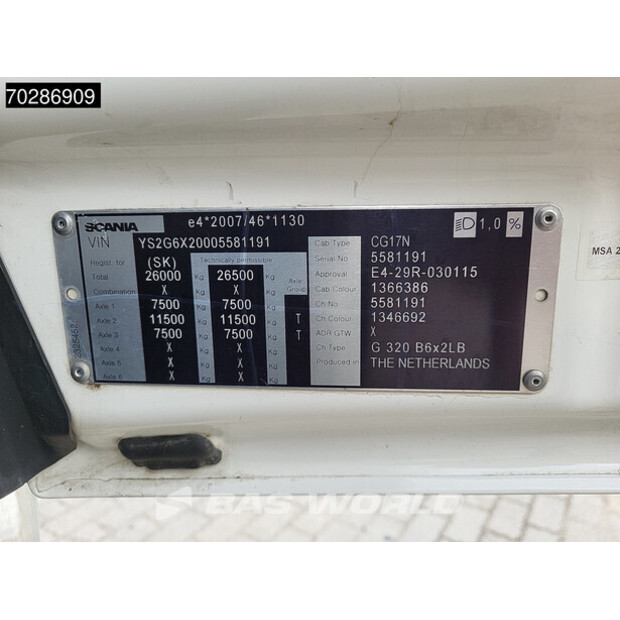 70286909
SCANIA e4*2007/46*1130
1,0 %
VIN YS2G6X20005581191 Cab Type CG17N
Regist. for (SK) Technically permissible Serial No 5581191
Total 26000 Kg 26500 Kg Axle Group Approval E4-29R-030115
Combination X Kg X Kg Cab Colour 1366386
Axle 1 7500 Kg 7500 Kg Ch No 5581191
Axle 2 11500 Kg 11500 Kg T Ch Colour 1346692
Axle 3 7500 Kg 7500 Kg T ADR GTW X
Axle 4 X Kg X Kg Type G 320 B6x2LB
Axle 5 X Kg X Kg Produced in THE NETHERLANDS
Axle 6 X Kg X Kg
MSA 2
BAS WORLD